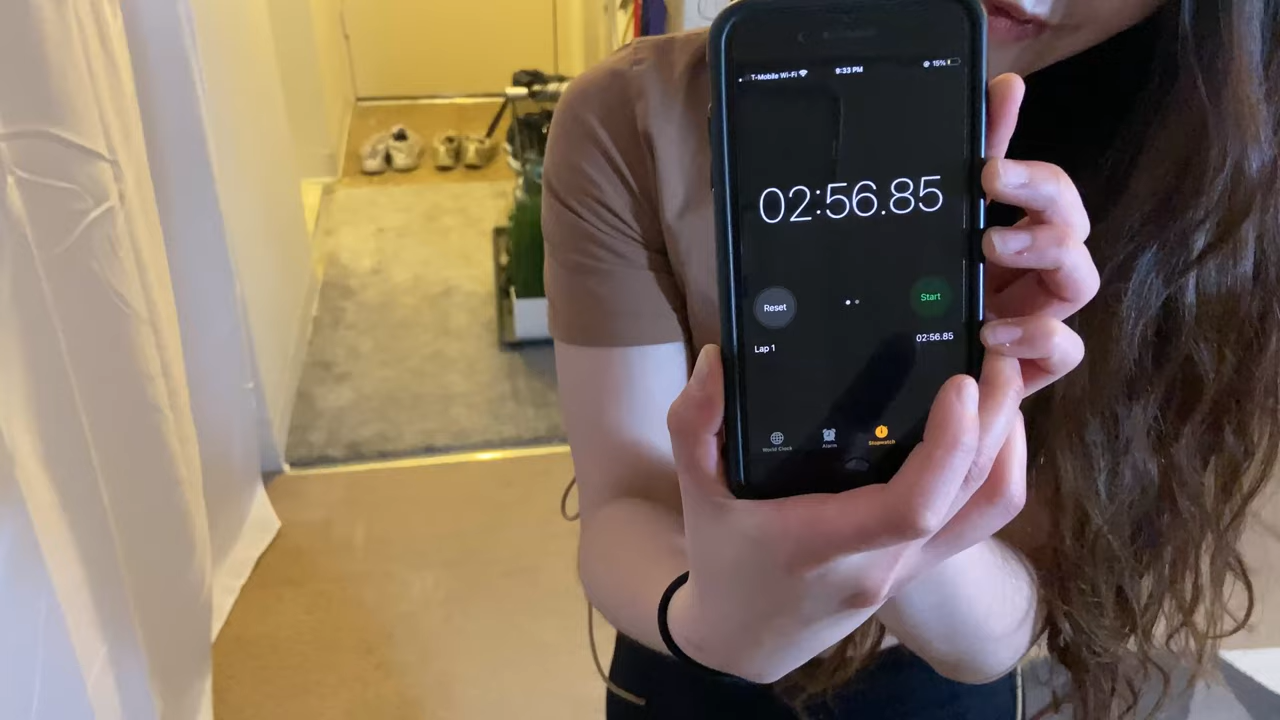 T-Mobile Wi-Fi 9:33 PM 15%
02:56.85
Reset Start
Lap 1 02:56.85
World Clock Alarm Stopwatch